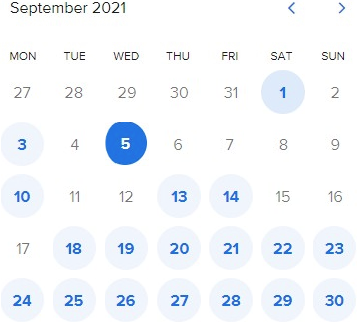 September 2021
MON TUE WED THU FRI SAT SUN
27 28 29 30 31 1 2
3 4 5 6 7 8 9
10 11 12 13 14 15 16
17 18 19 20 21 22 23
24 25 26 27 28 29 30